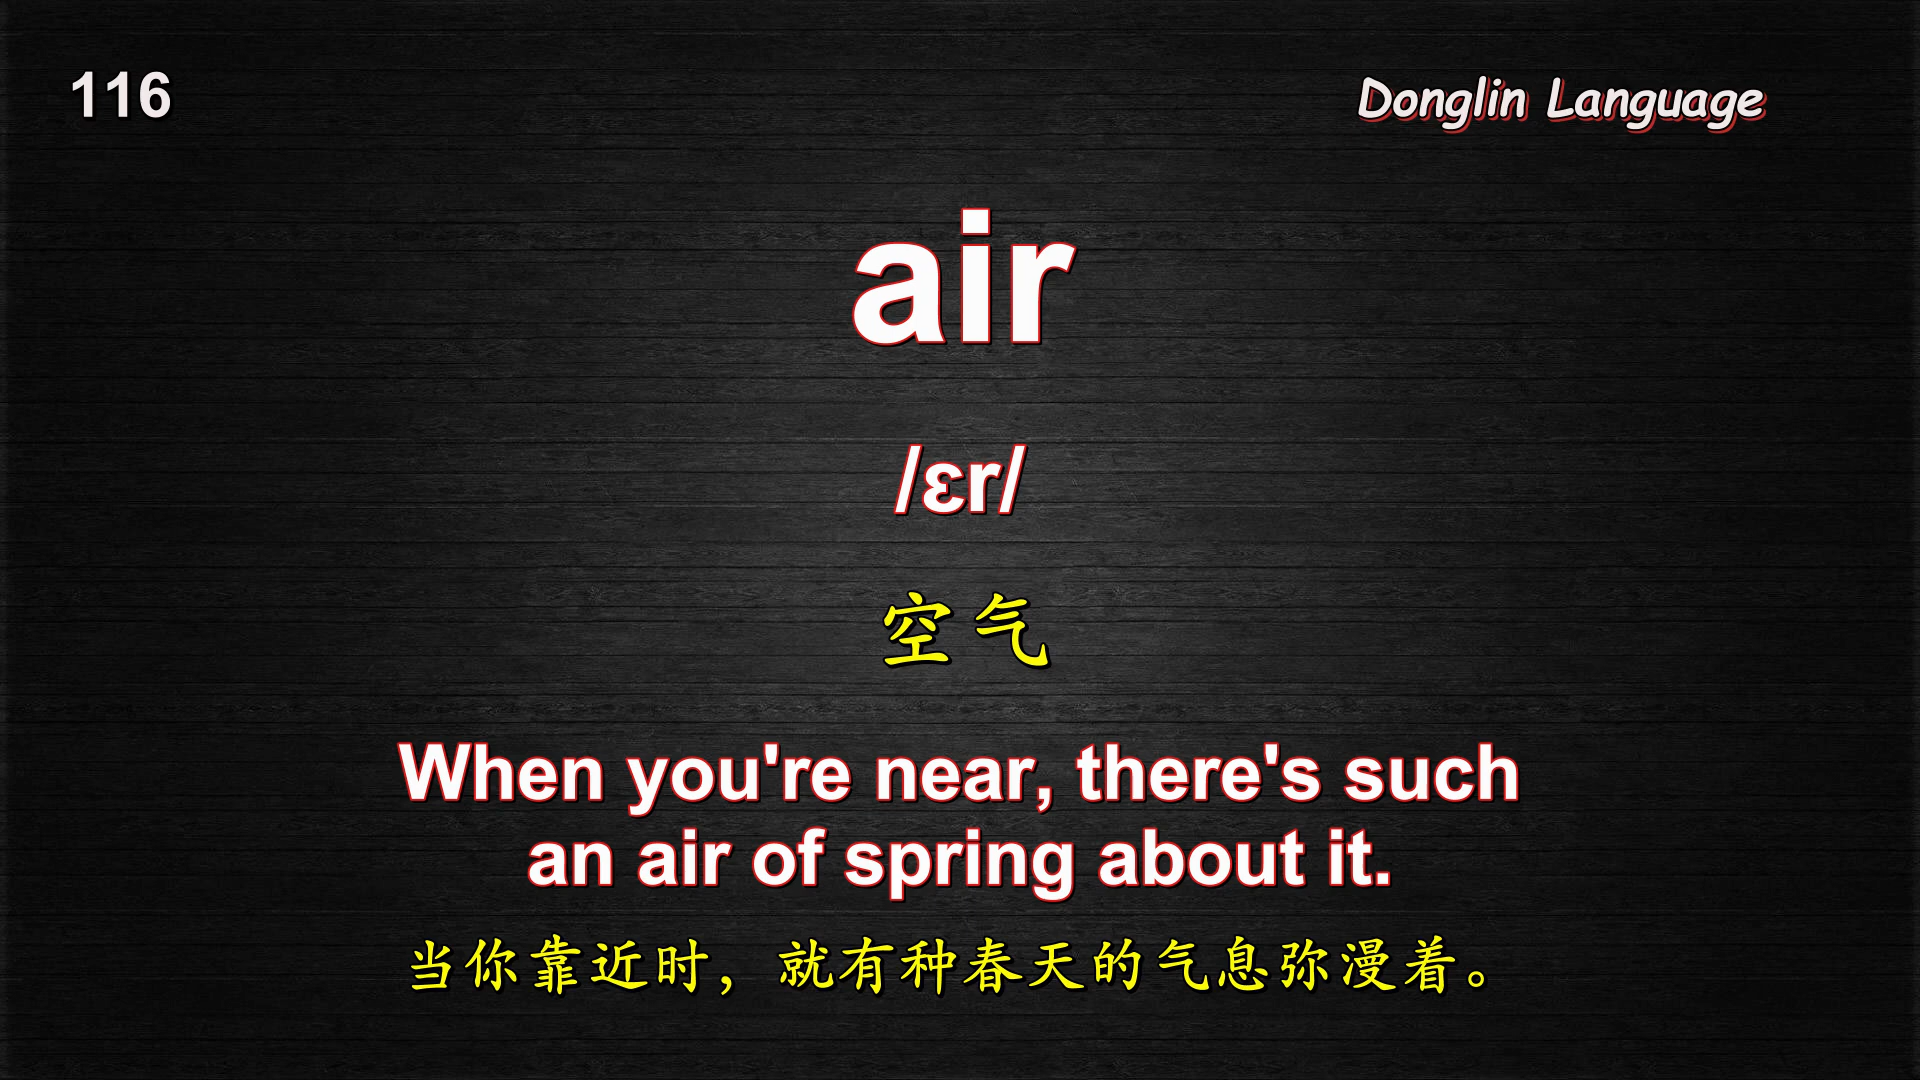 116
Donglin Language
air
/ɛr/
空气
When you're near, there's such
an air of spring about it.
当你靠近时，就有种春天的气息弥漫着。